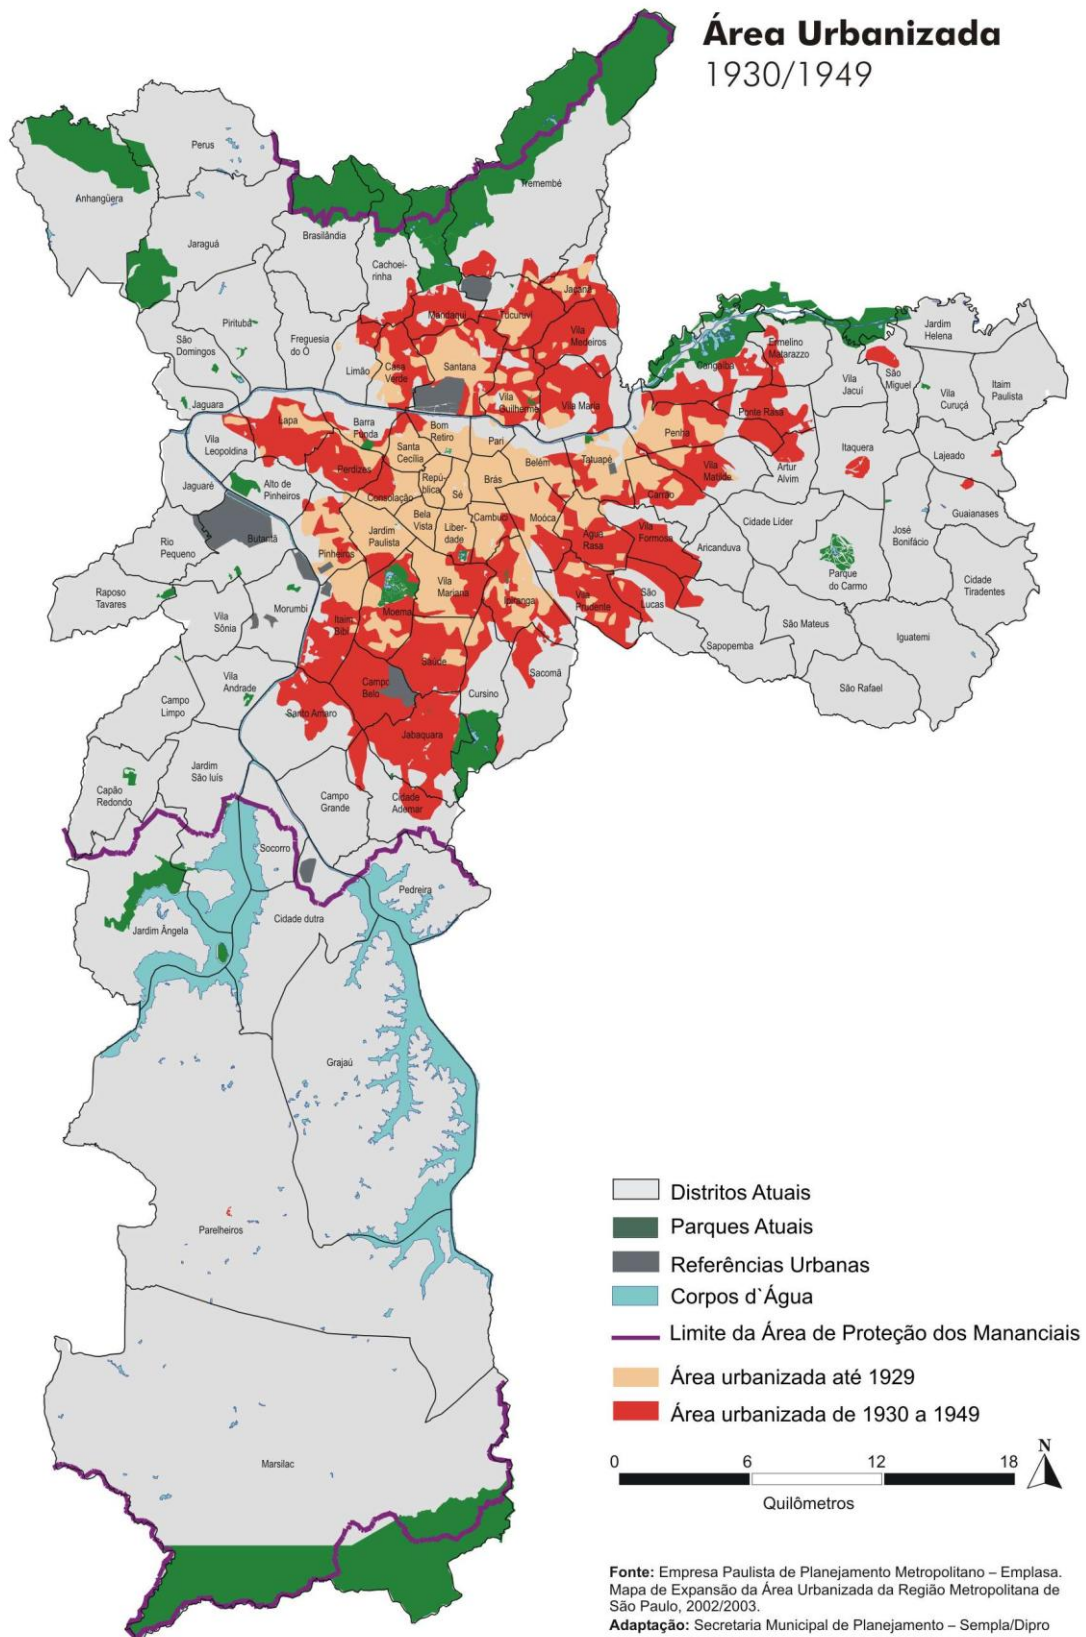 Área Urbanizada
1930/1949
Perus
Anhangüera
Tremembé
Jaraguá
Brasilândia
Cachoei-
rinha
Jaçanã
Mandaqui
Tucuruvi
Pirituba
Vila
Medeiros
São
Domingos
Freguesia
do Ó
Limão
Casa
Verde
Santana
Cangaíba
Ermelino
Matarazzo
Jardim
Helena
Vila
Jacuí
São
Miguel
Vila
Curuçá
Itaim
Paulista
Jaguara
Vila
Guilherme
Vila Maria
Ponte Rasa
Lapa
Barra
Funda
Bom
Retiro
Pari
Penha
Vila
Leopoldina
Santa
Cecília
Belém
Tatuapé
Itaquera
Lajeado
Perdizes
Vila
Matilde
Artur
Alvim
Jaguaré
Alto de
Pinheiros
Consolação
Repú-
blica
Sé
Brás
Carrão
Guaianases
Bela
Vista
Liber-
dade
Cambuci
Moóca
Cidade Líder
José
Bonifácio
Jardim
Paulista
Água
Rasa
Vila
Formosa
Aricanduva
Rio
Pequeno
Butantã
Pinheiros
Parque
do Carmo
Cidade
Tiradentes
Raposo
Tavares
Vila
Mariana
Morumbi
Moema
Ipiranga
Vila
Prudente
São
Lucas
Vila
Sônia
Itaim
Bibi
São Mateus
Iguatemi
Sapopemba
Saúde
Sacomã
São Rafael
Vila
Andrade
Campo
Belo
Cursino
Campo
Limpo
Santo Amaro
Jabaquara
Jardim
São luís
Capão
Redondo
Campo
Grande
Cidade
Ademar
Socorro
Pedreira
Cidade dutra
Jardim Ângela
Grajaú
Parelheiros
Marsilac
Distritos Atuais
Parques Atuais
Referências Urbanas
Corpos d`Água
Limite da Área de Proteção dos Mananciais
Área urbanizada até 1929
Área urbanizada de 1930 a 1949
0 6 12 18
N
Quilômetros
Fonte: Empresa Paulista de Planejamento Metropolitano – Emplasa.
Mapa de Expansão da Área Urbanizada da Região Metropolitana de
São Paulo, 2002/2003.
Adaptação: Secretaria Municipal de Planejamento – Sempla/Dipro